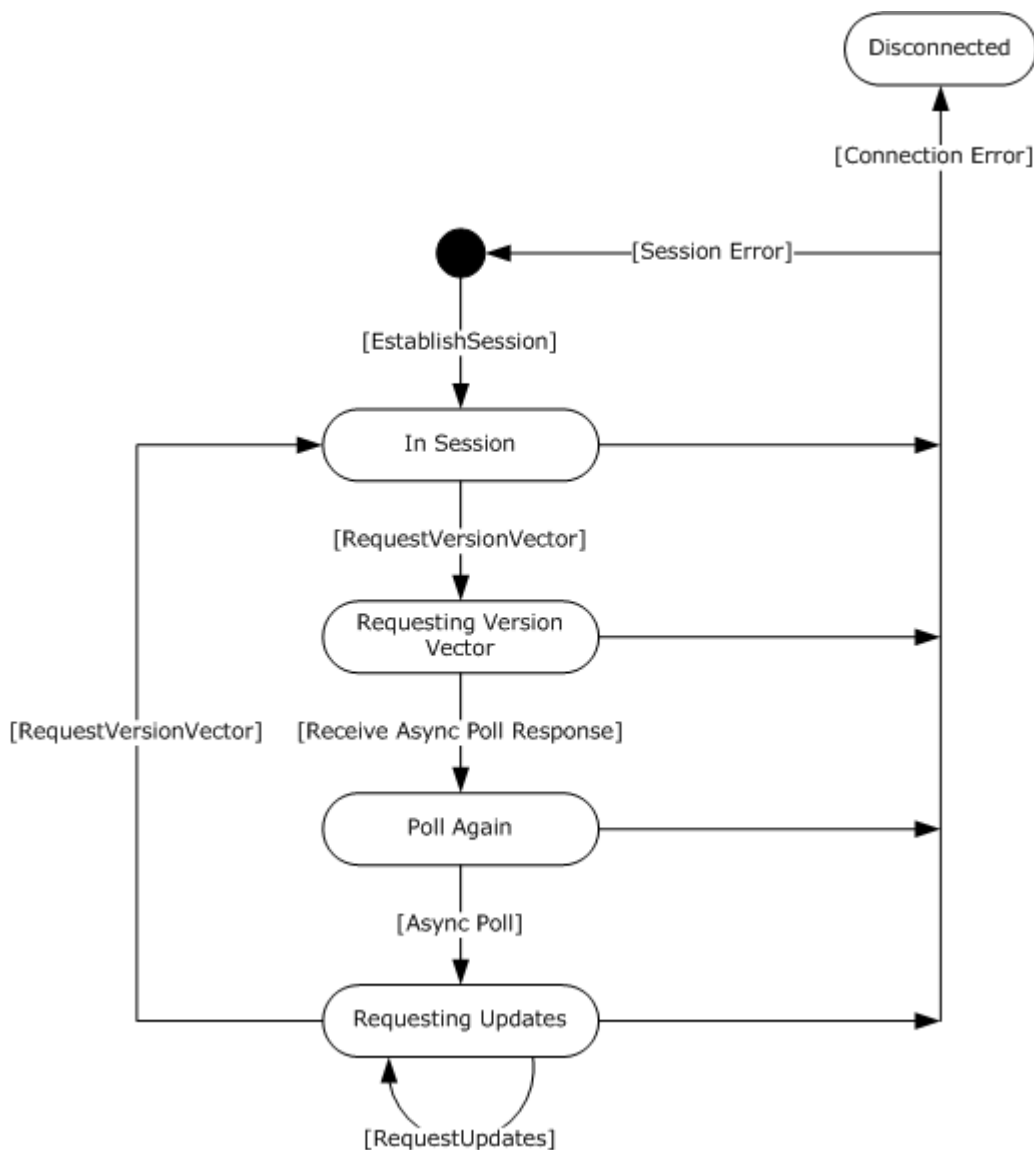 Disconnected
[Connection Error]
[Session Error]
[EstablishSession]
In Session
[RequestVersionVector]
Requesting Version
Vector
[RequestVersionVector]
[Receive Async Poll Response]
Poll Again
[Async Poll]
Requesting Updates
[RequestUpdates]